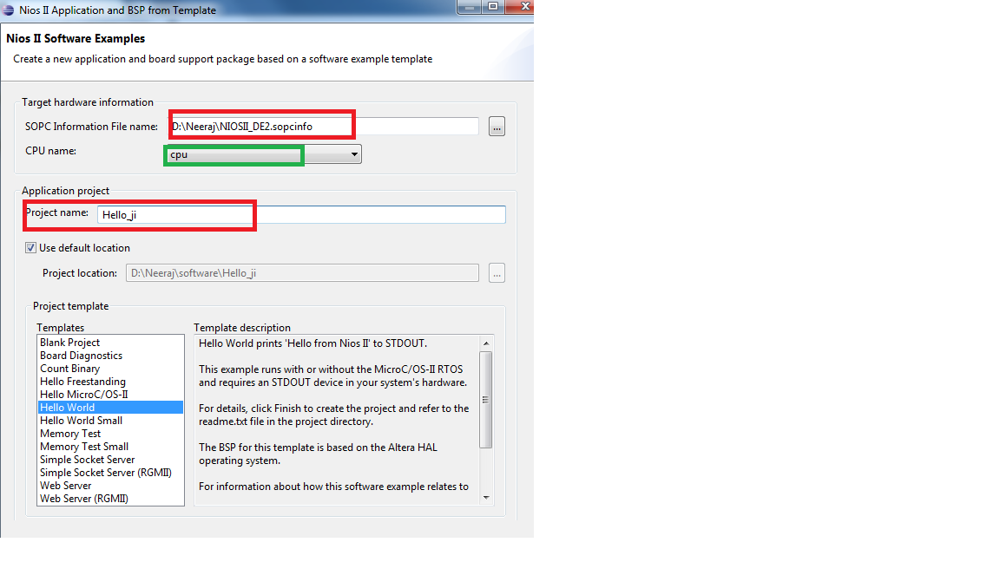 Nios II Application and BSP from Template
Nios II Software Examples
Create a new application and board support package based on a software example template
Target hardware information
SOPC Information File name: D:\Neeraj\NIOSII_DE2.sopcinfo ...
CPU name: cpu
Application project
Project name: Hello_ji
Use default location
Project location: D:\Neeraj\software\Hello_ji ...
Project template
Templates
Blank Project
Board Diagnostics
Count Binary
Hello Freestanding
Hello MicroC/OS-II
Hello World
Hello World Small
Memory Test
Memory Test Small
Simple Socket Server
Simple Socket Server (RGMII)
Web Server
Web Server (RGMII)
Template description
Hello World prints 'Hello from Nios II' to STDOUT.
This example runs with or without the MicroC/OS-II RTOS
and requires an STDOUT device in your system's hardware.
For details, click Finish to create the project and refer to the
readme.txt file in the project directory.
The BSP for this template is based on the Altera HAL
operating system.
For information about how this software example relates to